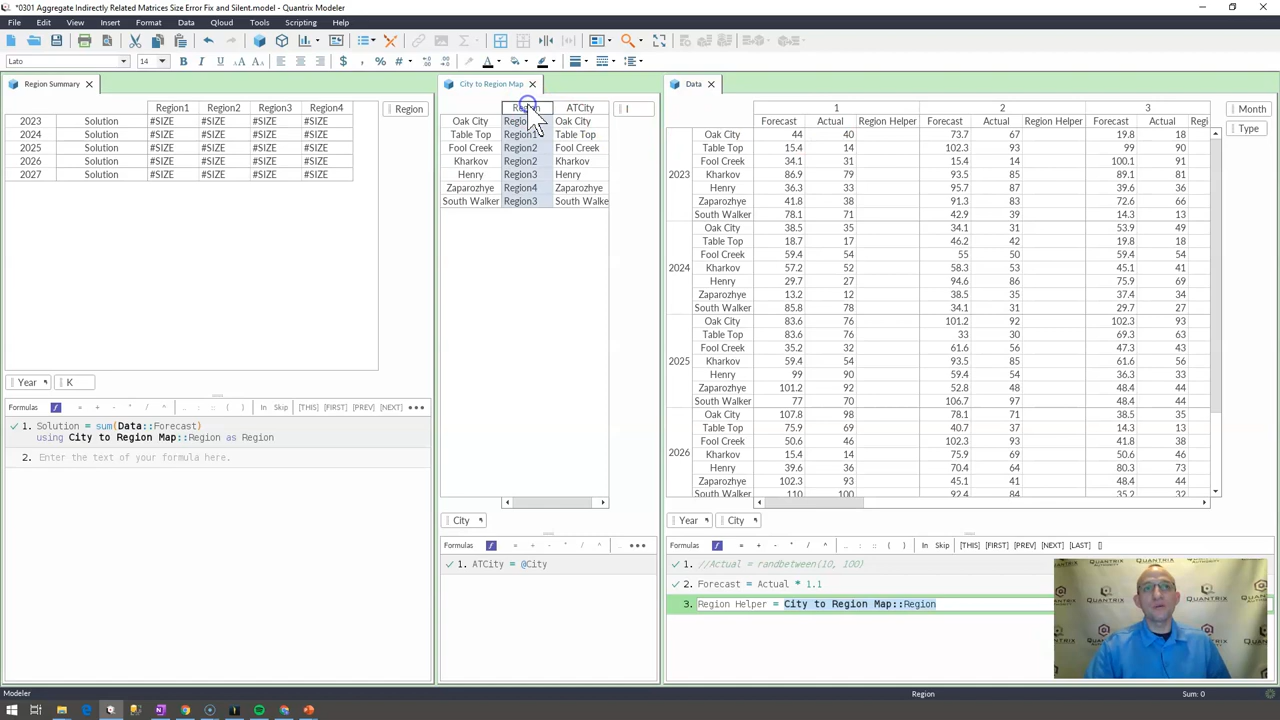 *0301 Aggregate Indirectly Related Matrices Size Error Fix and Silent.model - Quantrix Modeler
File Edit View Insert Format Data Qloud Tools Scripting Help
Lato 14
Region Summary
Region1 Region2 Region3 Region4
2023 Solution #SIZE #SIZE #SIZE #SIZE
2024 Solution #SIZE #SIZE #SIZE #SIZE
2025 Solution #SIZE #SIZE #SIZE #SIZE
2026 Solution #SIZE #SIZE #SIZE #SIZE
2027 Solution #SIZE #SIZE #SIZE #SIZE
Region
Year K
Formulas = + - * / ^ .. : :: ( ) In Skip [THIS] [FIRST] [PREV] [NEXT]
1. Solution = sum(Data::Forecast)
using City to Region Map::Region as Region
2. Enter the text of your formula here.
City to Region Map
ATCity
Oak City Oak City
Table Top Table Top
Fool Creek Region2 Fool Creek
Kharkov Region2 Kharkov
Henry Region3 Henry
Zaparozhye Region4 Zaparozhye
South Walker Region3 South Walke
I
City
Formulas = + - * / ^
1. ATCity = @City
Data
1 2 3
Forecast Actual Region Helper Forecast Actual Region Helper Forecast Actual Regi
2023
Oak City 44 40 73.7 67 19.8 18
Table Top 15.4 14 102.3 93 99 90
Fool Creek 34.1 31 15.4 14 100.1 91
Kharkov 86.9 79 93.5 85 89.1 81
Henry 36.3 33 95.7 87 39.6 36
Zaparozhye 41.8 38 91.3 83 72.6 66
South Walker 78.1 71 42.9 39 14.3 13
2024
Oak City 38.5 35 34.1 31 53.9 49
Table Top 18.7 17 46.2 42 19.8 18
Fool Creek 59.4 54 55 50 59.4 54
Kharkov 57.2 52 58.3 53 45.1 41
Henry 29.7 27 94.6 86 75.9 69
Zaparozhye 13.2 12 38.5 35 37.4 34
South Walker 85.8 78 34.1 31 29.7 27
2025
Oak City 83.6 76 101.2 92 102.3 93
Table Top 83.6 76 33 30 69.3 63
Fool Creek 35.2 32 61.6 56 47.3 43
Kharkov 59.4 54 93.5 85 61.6 56
Henry 99 90 59.4 54 36.3 33
Zaparozhye 101.2 92 52.8 48 48.4 44
South Walker 77 70 106.7 97 48.4 44
2026
Oak City 107.8 98 78.1 71 38.5 35
Table Top 75.9 69 40.7 37 14.3 13
Fool Creek 50.6 46 102.3 93 41.8 38
Kharkov 15.4 14 75.9 69 50.6 46
Henry 39.6 36 70.4 64 80.3 73
Zaparozhye 102.3 93 45.1 41 48.4 44
South Walker 110 100 92.4 84 35.2 32
Month
Type
Year City
Formulas = + - * / ^ .. : :: ( ) In Skip [THIS] [FIRST] [PREV] [NEXT] [LAST] []
1. //Actual = randbetween(10, 100)
2. Forecast = Actual * 1.1
3. Region Helper = City to Region Map::Region
QUANTRIX
AUTHORITY
Modeler Region Sum: 0